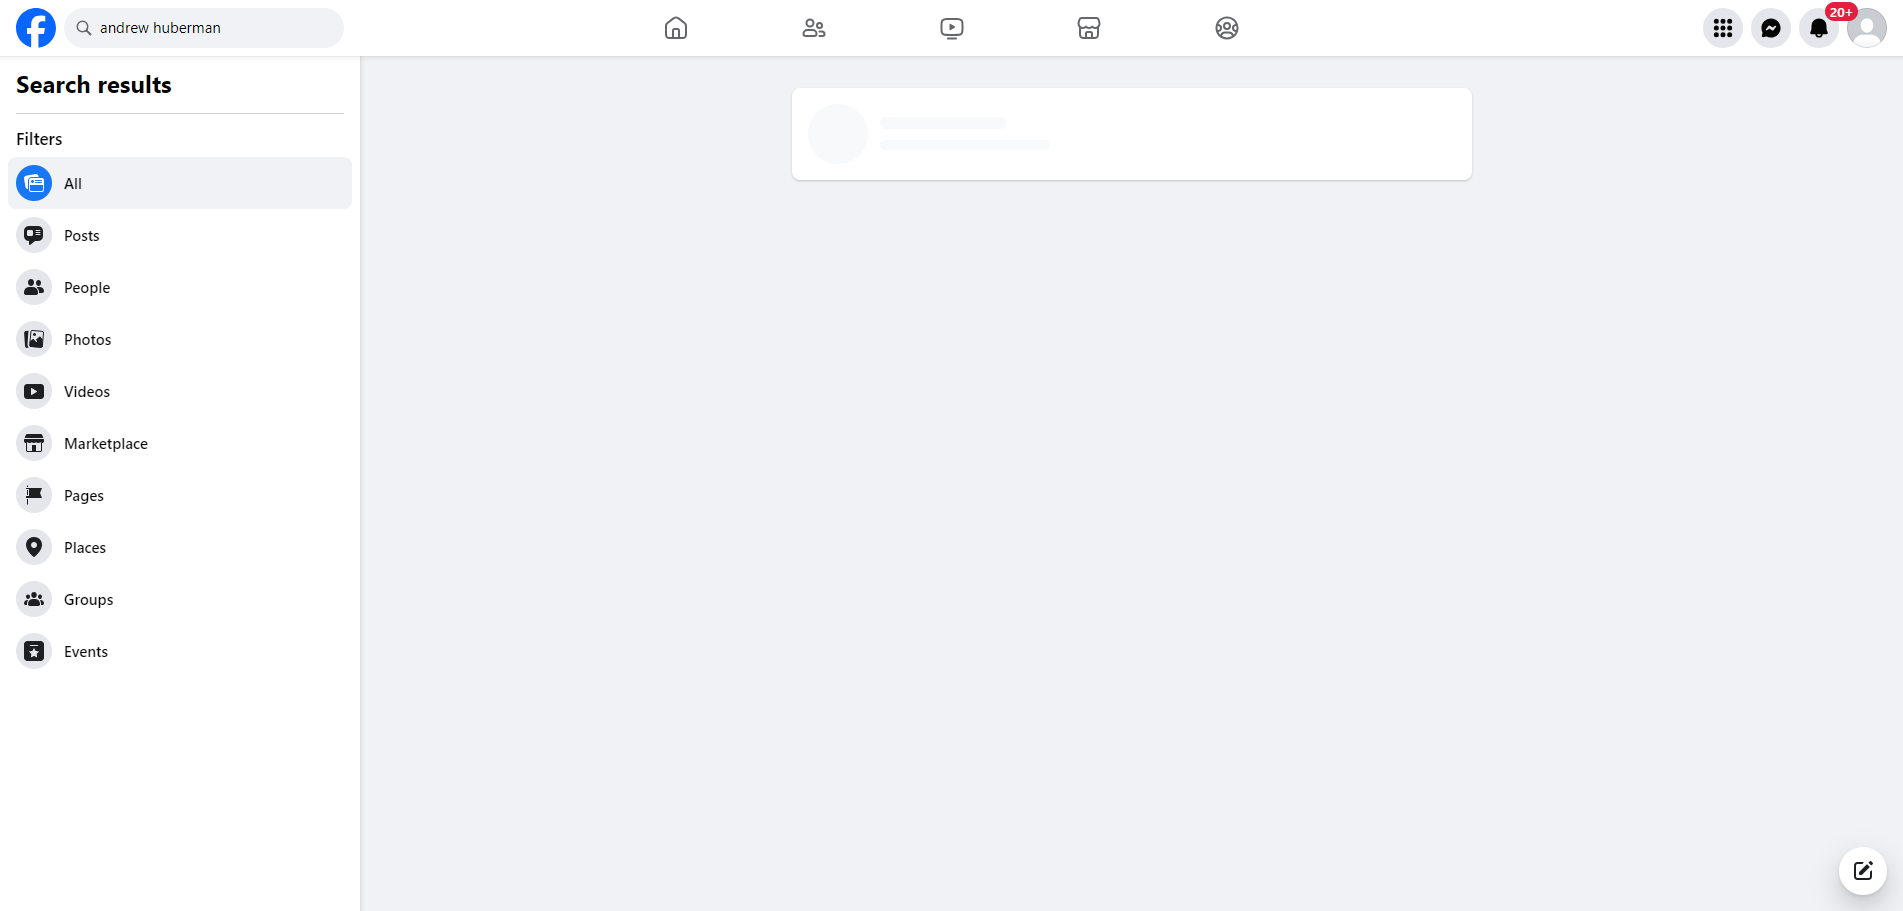 andrew huberman
20+
Search results
Filters
All
Posts
People
Photos
Videos
Marketplace
Pages
Places
Groups
Events